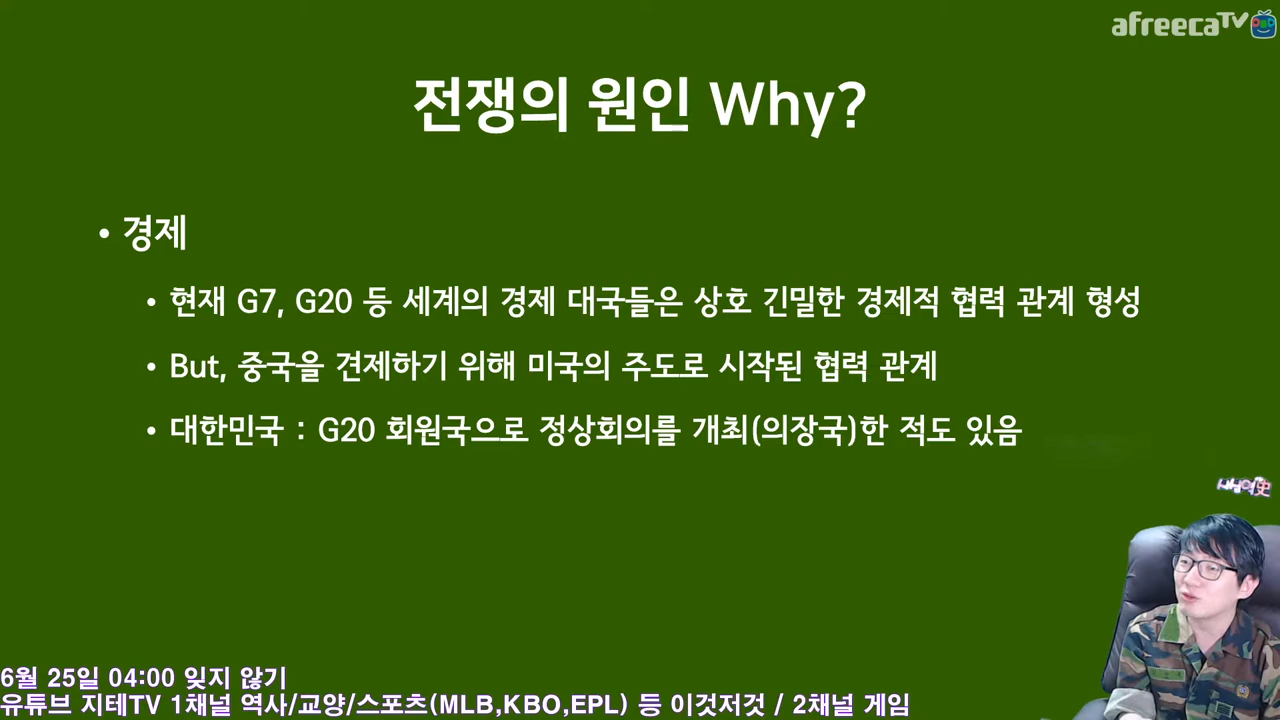 afreecaTV
전쟁의 원인 Why?
• 경제
• 현재 G7, G20 등 세계의 경제 대국들은 상호 긴밀한 경제적 협력 관계 형성
• But, 중국을 견제하기 위해 미국의 주도로 시작된 협력 관계
• 대한민국 : G20 회원국으로 정상회의를 개최(의장국)한 적도 있음
6월 25일 04:00 잊지 않기
유튜브 지테TV 1채널 역사/교양/스포츠(MLB,KBO,EPL) 등 이것저것 / 2채널 게임